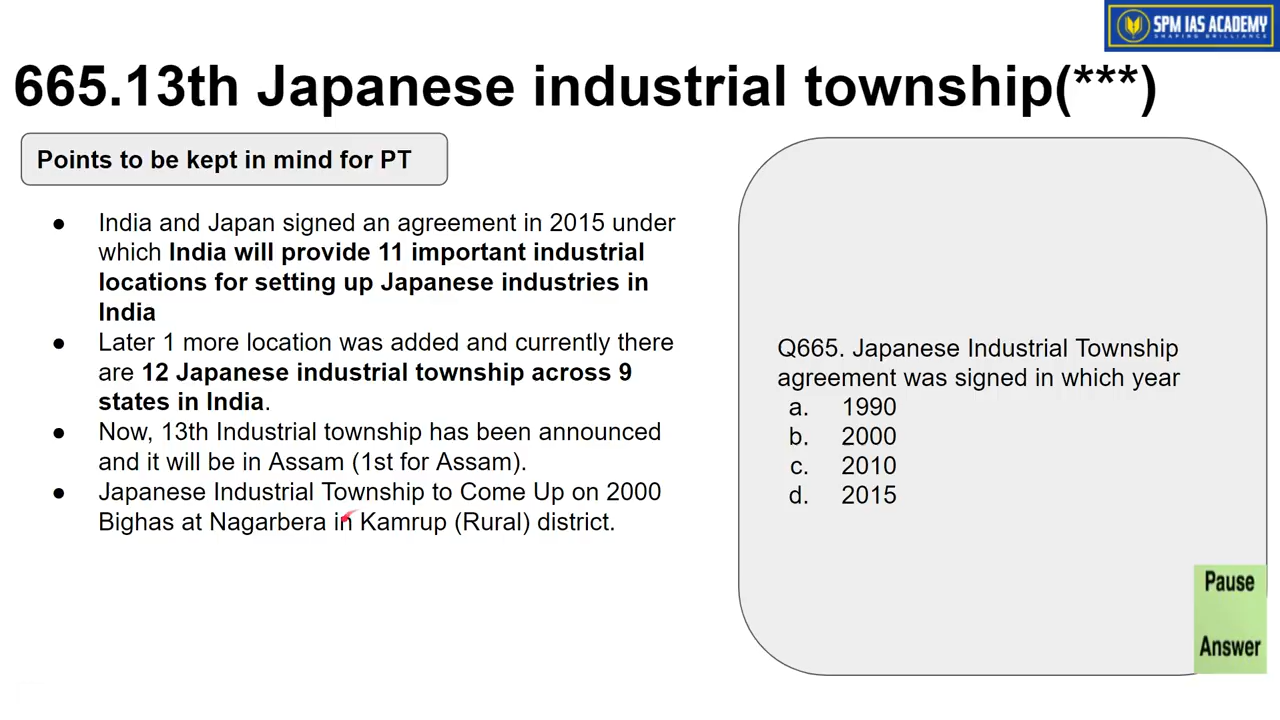 SPM IAS ACADEMY
SHAPING BRILLIANCE
665.13th Japanese industrial township(***)
Points to be kept in mind for PT
● India and Japan signed an agreement in 2015 under
which India will provide 11 important industrial
locations for setting up Japanese industries in
India
● Later 1 more location was added and currently there
are 12 Japanese industrial township across 9
states in India.
● Now, 13th Industrial township has been announced
and it will be in Assam (1st for Assam).
● Japanese Industrial Township to Come Up on 2000
Bighas at Nagarbera in Kamrup (Rural) district.
Q665. Japanese Industrial Township
agreement was signed in which year
a. 1990
b. 2000
c. 2010
d. 2015
Pause
Answer